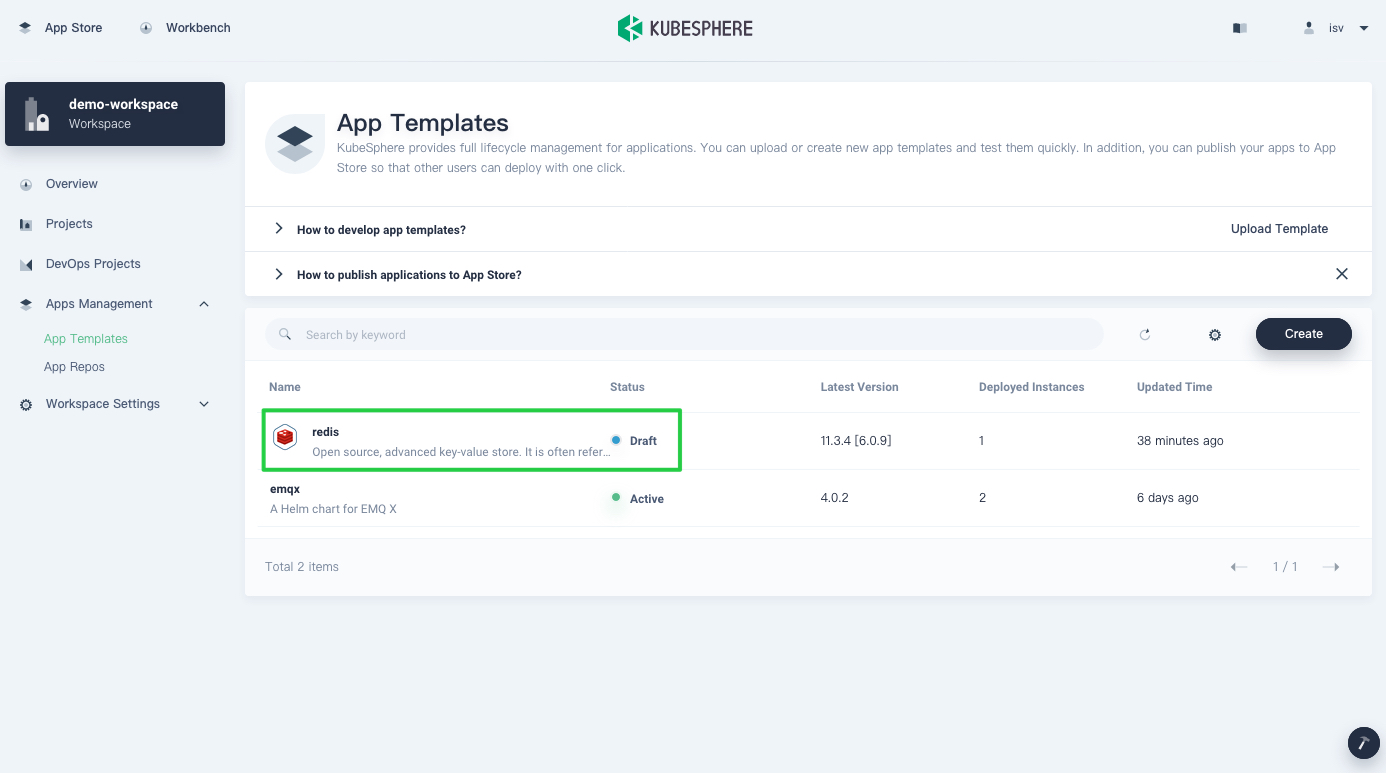 App Store
Workbench
KUBESPHERE
isv
demo-workspace
Workspace
Overview
Projects
DevOps Projects
Apps Management
App Templates
App Repos
Workspace Settings
App Templates
KubeSphere provides full lifecycle management for applications. You can upload or create new app templates and test them quickly. In addition, you can publish your apps to App
Store so that other users can deploy with one click.
How to develop app templates?
Upload Template
How to publish applications to App Store?
Search by keyword
Create
Name Status Latest Version Deployed Instances Updated Time
redis
Open source, advanced key-value store. It is often refer...
Draft
11.3.4 [6.0.9]
1
38 minutes ago
emqx
A Helm chart for EMQ X
Active
4.0.2
2
6 days ago
Total 2 items
1 / 1